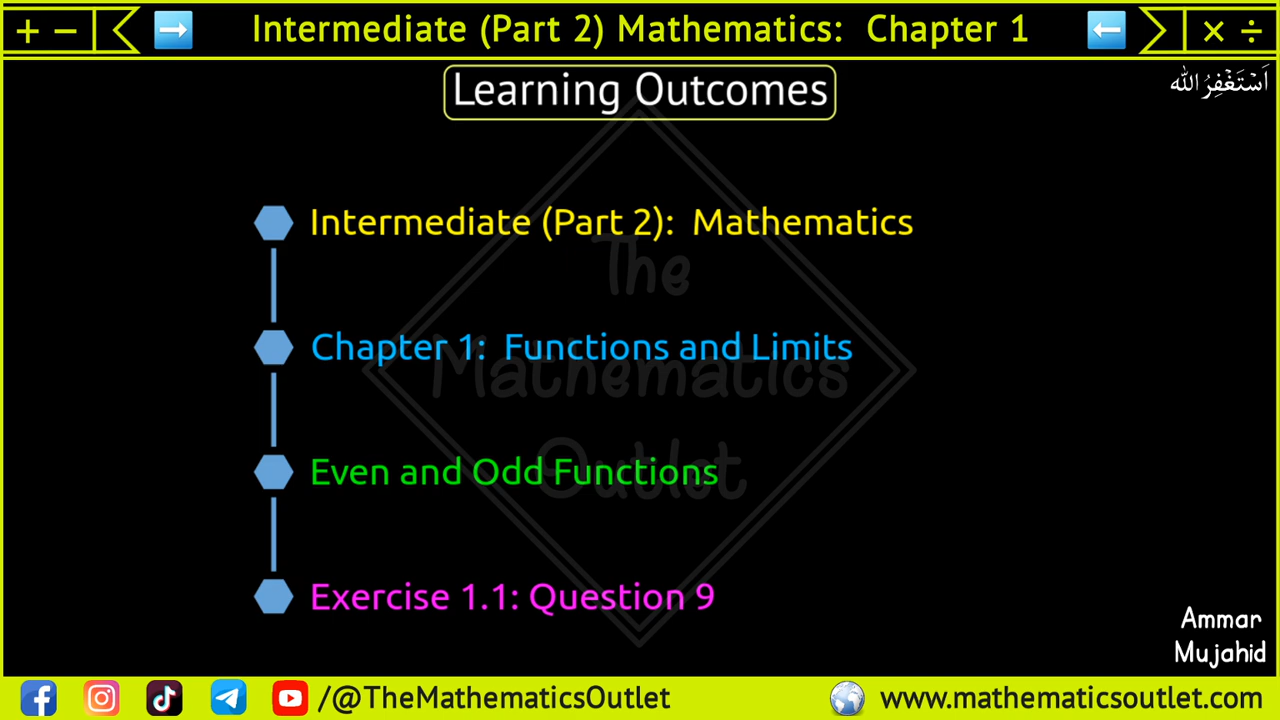 + − Intermediate (Part 2) Mathematics: Chapter 1 × ÷
Learning Outcomes
اَسْتَغْفِرُ اللّٰه
Intermediate (Part 2): Mathematics
The
Chapter 1: Functions and Limits
Mathematics
Even and Odd Functions
Outlet
Exercise 1.1: Question 9
Ammar
Mujahid
/@TheMathematicsOutlet www.mathematicsoutlet.com